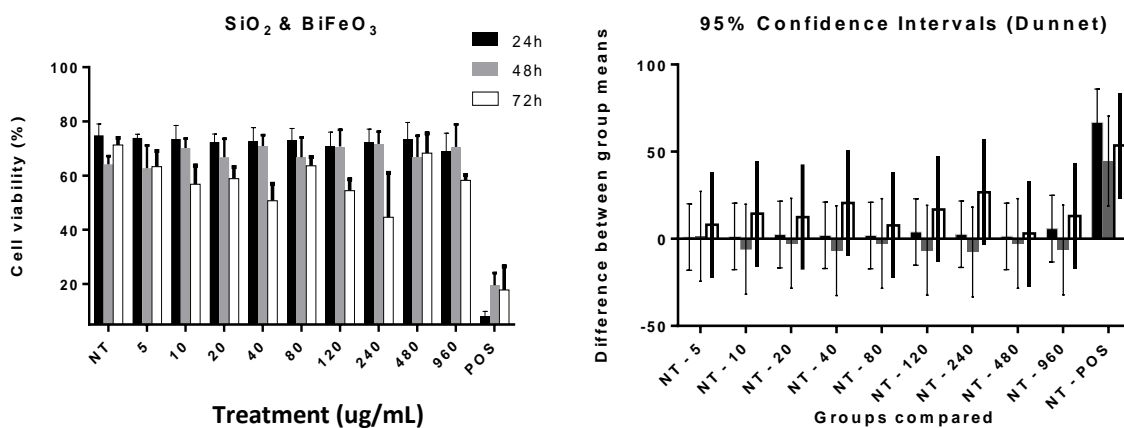 SiO2 & BiFeO3
24h
48h
72h
Cell viability (%)
100
80
60
40
20
NT
5
10
20
40
80
120
240
480
960
POS
Treatment (ug/mL)
95% Confidence Intervals (Dunnet)
Difference between group means
100
50
0
-50
NT - 5
NT - 10
NT - 20
NT - 40
NT - 80
NT - 120
NT - 240
NT - 480
NT - 960
NT - POS
Groups compared